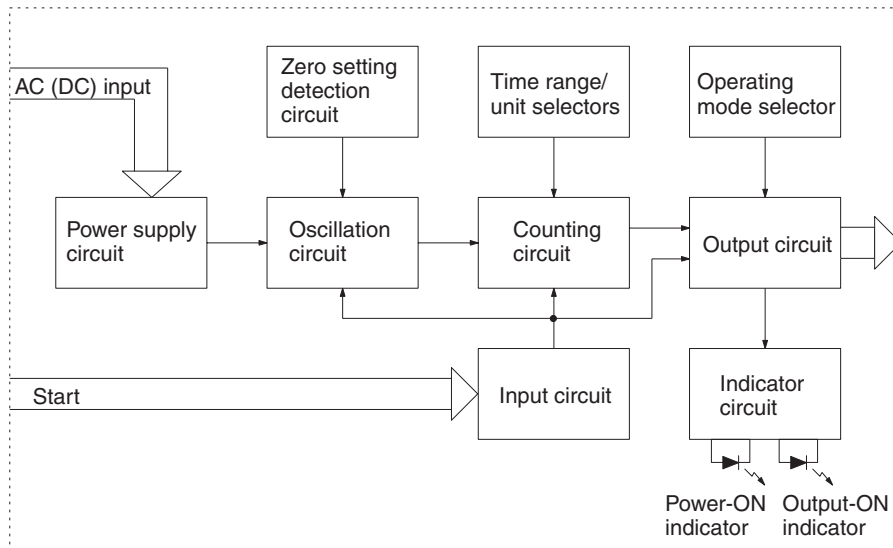 AC (DC) input
Zero setting
detection
circuit
Time range/
unit selectors
Operating
mode selector
Power supply
circuit
Oscillation
circuit
Counting
circuit
Output circuit
Start
Input circuit
Indicator
circuit
Power-ON
indicator
Output-ON
indicator